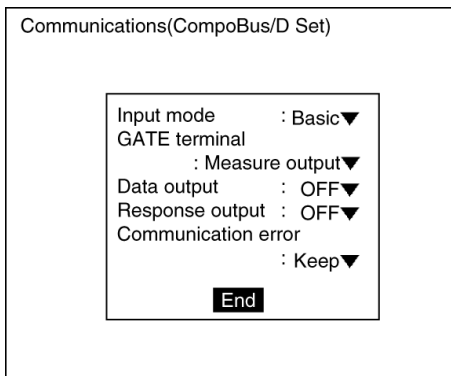 Communications(CompoBus/D Set)
Input mode : Basic▼
GATE terminal
: Measure output▼
Data output : OFF▼
Response output : OFF▼
Communication error
: Keep▼
End